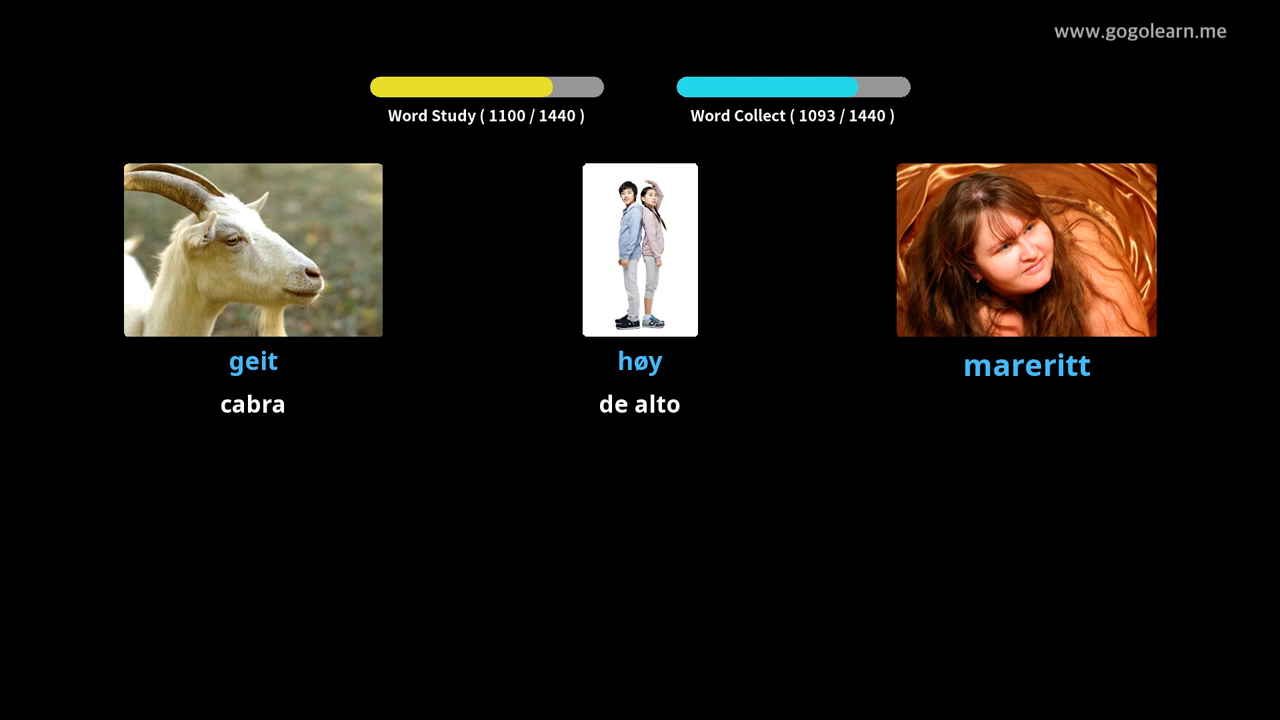 www.gogolearn.me
Word Study ( 1100 / 1440 )
Word Collect ( 1093 / 1440 )
geit
høy
mareritt
cabra
de alto